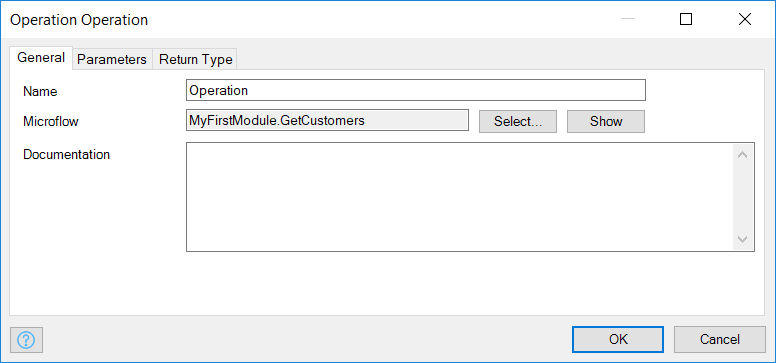 Operation Operation
General Parameters Return Type
Name Operation
Microflow MyFirstModule.GetCustomers Select... Show
Documentation
? OK Cancel